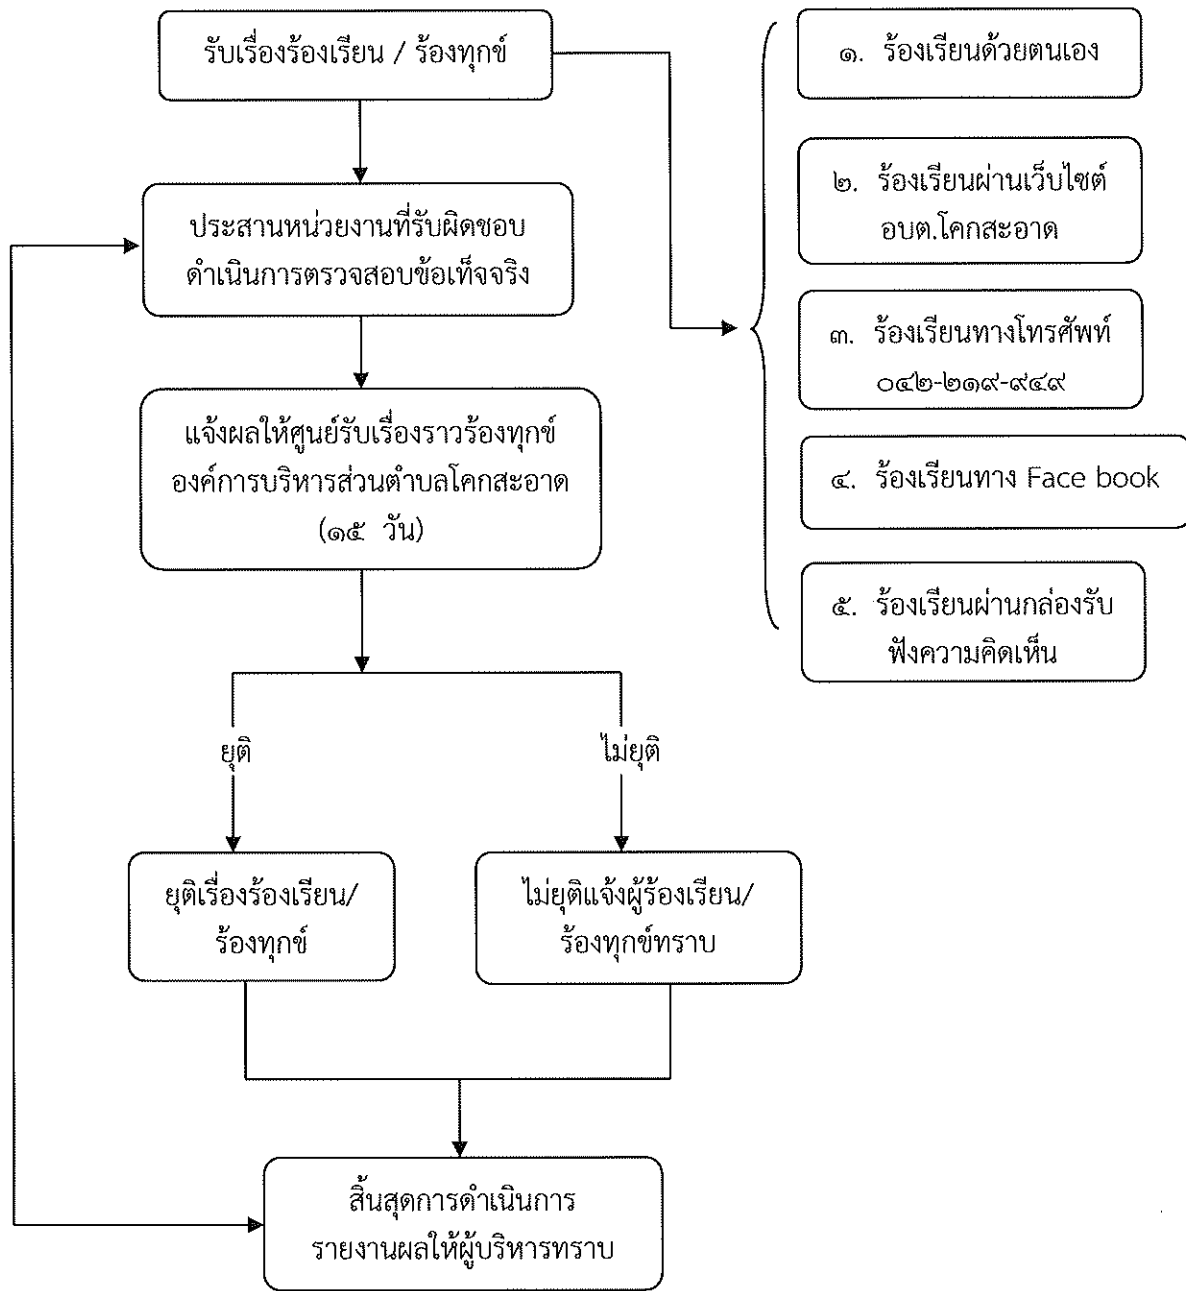 รับเรื่องร้องเรียน / ร้องทุกข์
ประสานหน่วยงานที่รับผิดชอบ
ดำเนินการตรวจสอบข้อเท็จจริง
แจ้งผลให้ศูนย์รับเรื่องราวร้องทุกข์
องค์การบริหารส่วนตำบลโคกสะอาด
(๑๕ วัน)
ยุติ
ไม่ยุติ
ยุติเรื่องร้องเรียน/
ร้องทุกข์
ไม่ยุติแจ้งผู้ร้องเรียน/
ร้องทุกข์ทราบ
สิ้นสุดการดำเนินการ
รายงานผลให้ผู้บริหารทราบ
๑. ร้องเรียนด้วยตนเอง
๒. ร้องเรียนผ่านเว็บไซต์
อบต.โคกสะอาด
๓. ร้องเรียนทางโทรศัพท์
๐๔๒-๒๑๙-๙๔๙
๔. ร้องเรียนทาง Face book
๕. ร้องเรียนผ่านกล่องรับ
ฟังความคิดเห็น